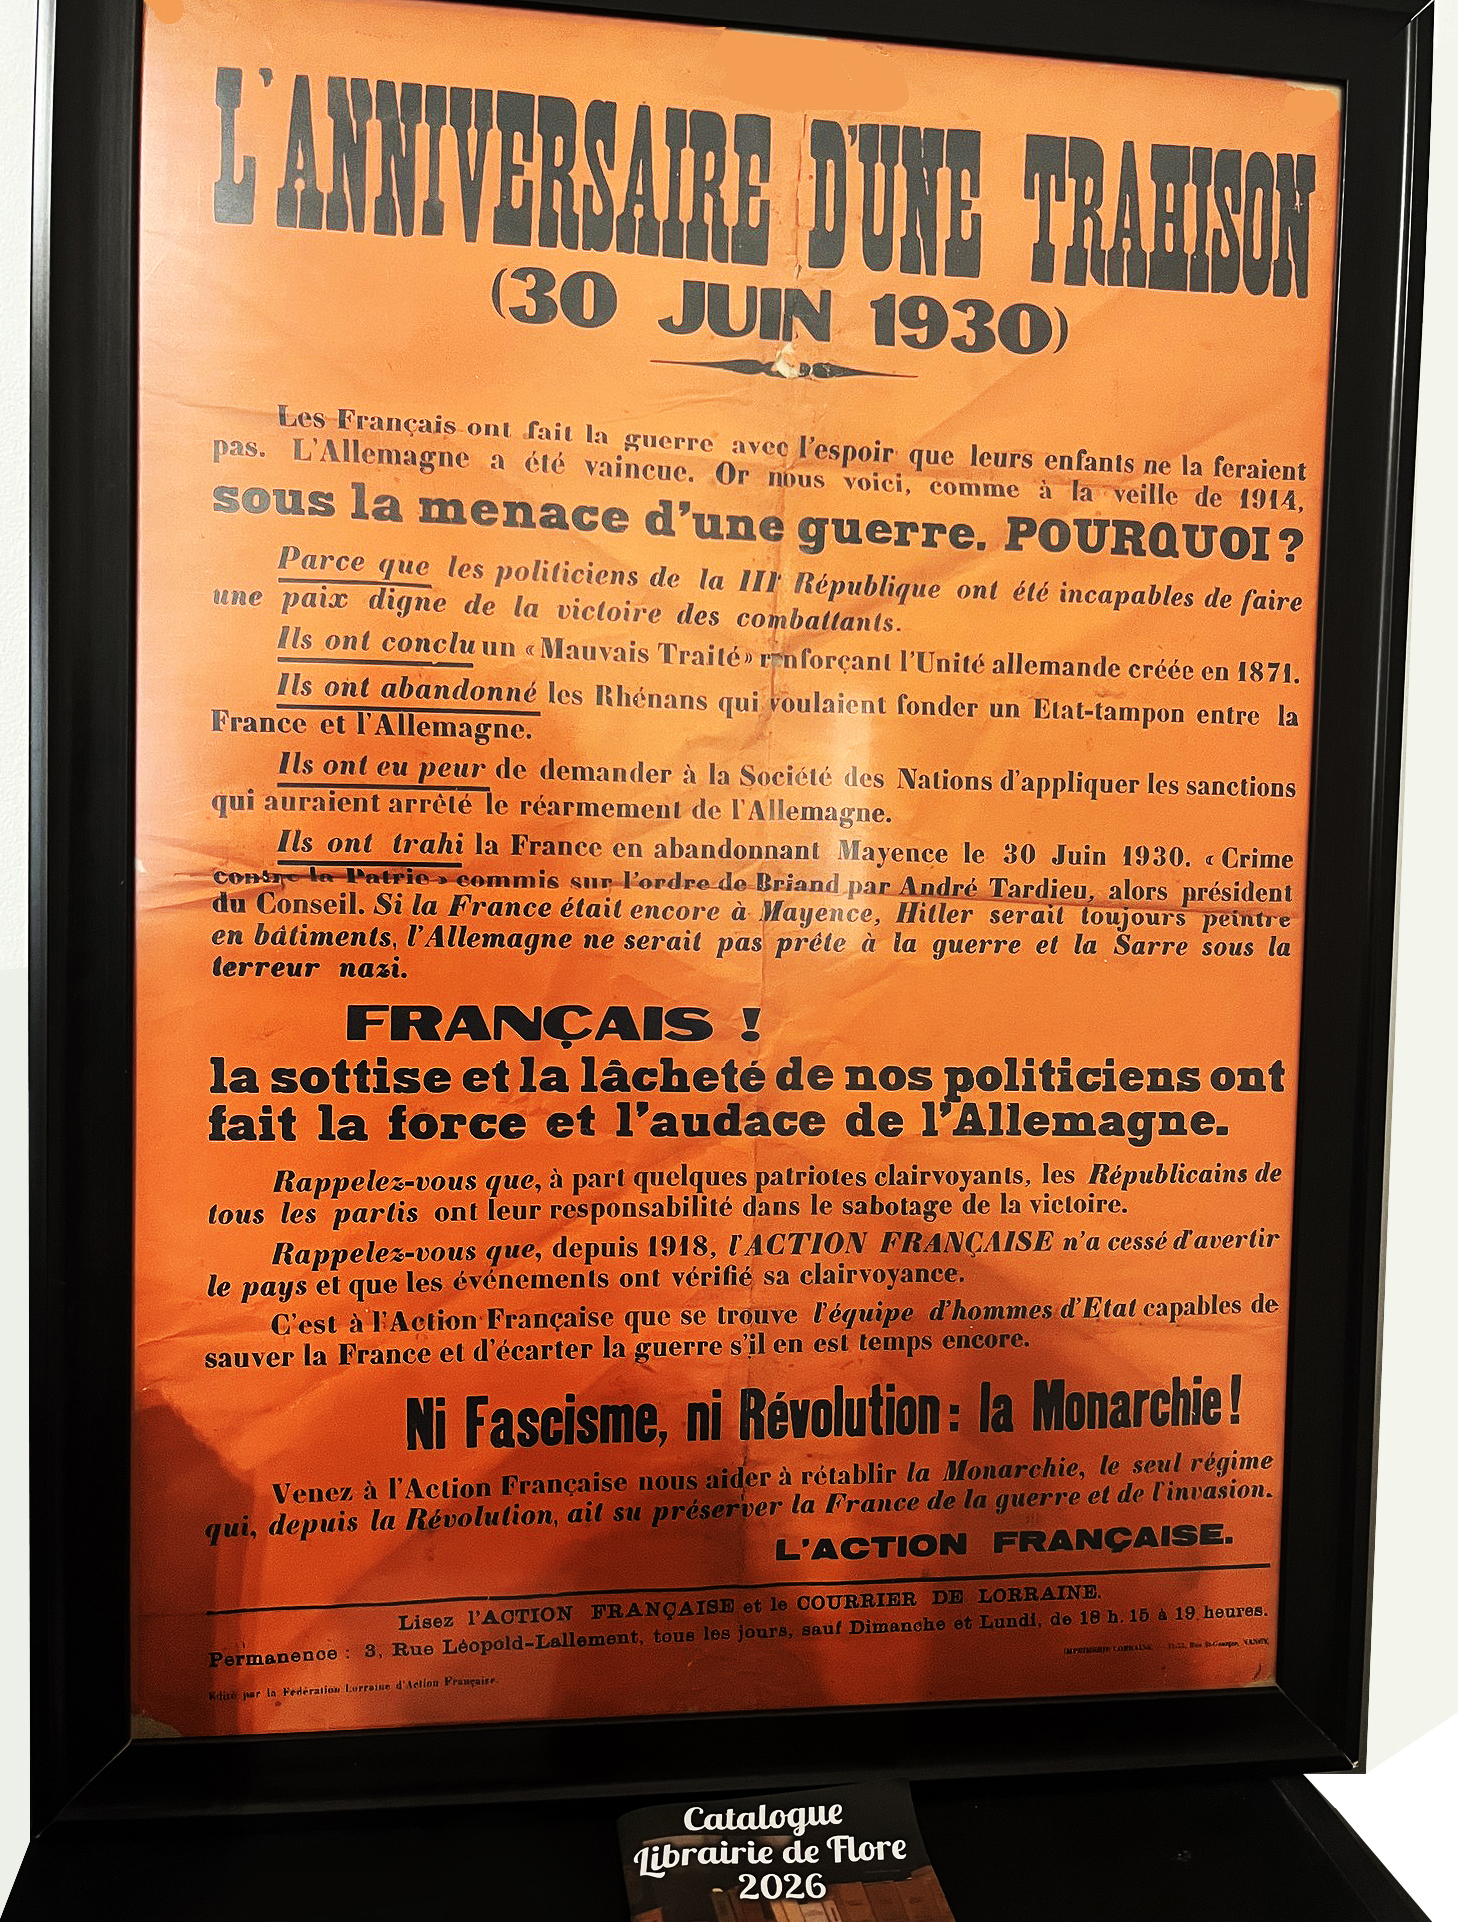 L'ANNIVERSAIRE D'UNE TRAHISON
(30 JUIN 1930)
Les Français ont fait la guerre avec l'espoir que leurs enfants ne la feraient
pas. L'Allemagne a été vaincue. Or nous voici, comme à la veille de 1914,
sous la menace d'une guerre. POURQUOI ?
Parce que les politiciens de la IIIe République ont été incapables de faire
une paix digne de la victoire des combattants.
Ils ont conclu un « Mauvais Traité » renforçant l'Unité allemande créée en 1871.
Ils ont abandonné les Rhénans qui voulaient fonder un Etat-tampon entre la
France et l'Allemagne.
Ils ont eu peur de demander à la Société des Nations d'appliquer les sanctions
qui auraient arrêté le réarmement de l'Allemagne.
Ils ont trahi la France en abandonnant Mayence le 30 Juin 1930. « Crime
contre la Patrie » commis sur l'ordre de Briand par André Tardieu, alors président
du Conseil. Si la France était encore à Mayence, Hitler serait toujours peintre
en bâtiments, l'Allemagne ne serait pas prête à la guerre et la Sarre sous la
terreur nazi.
FRANÇAIS !
la sottise et la lâcheté de nos politiciens ont
fait la force et l'audace de l'Allemagne.
Rappelez-vous que, à part quelques patriotes clairvoyants, les Républicains de
tous les partis ont leur responsabilité dans le sabotage de la victoire.
Rappelez-vous que, depuis 1918, l'ACTION FRANÇAISE n'a cessé d'avertir
le pays et que les événements ont vérifié sa clairvoyance.
C'est à l'Action Française que se trouve l'équipe d'hommes d'Etat capables de
sauver la France et d'écarter la guerre s'il en est temps encore.
Ni Fascisme, ni Révolution : la Monarchie !
Venez à l'Action Française nous aider à rétablir la Monarchie, le seul régime
qui, depuis la Révolution, ait su préserver la France de la guerre et de l'invasion.
L'ACTION FRANÇAISE.
Lisez l'ACTION FRANÇAISE et le COURRIER DE LORRAINE.
Permanence : 3, Rue Léopold-Lallement, tous les jours, sauf Dimanche et Lundi, de 18 h. 15 à 19 heures.
IMPRIMERIE LORRAINE. Rue St-Georges, NANCY.
Edité par la Fédération Lorraine d'Action Française.
Catalogue
Librairie de Flore
2026